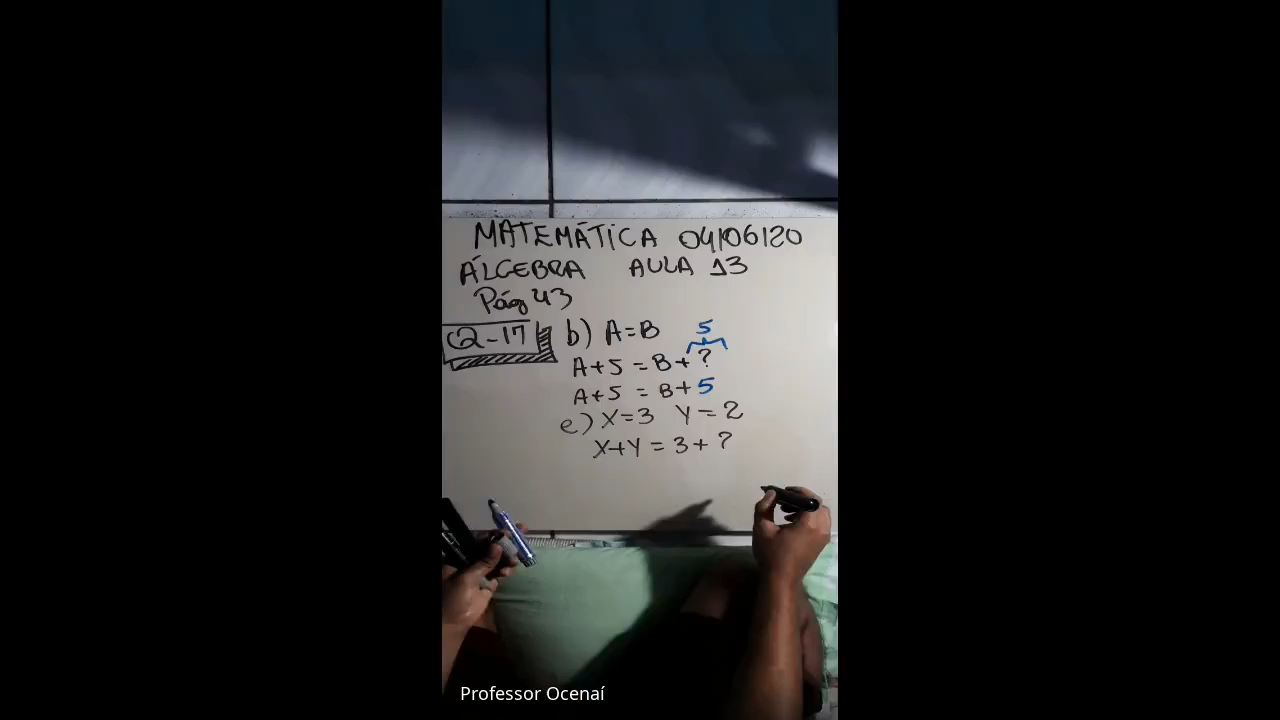 MATEMÁTICA 04/06/20
ÁLGEBRA AULA 13
Pág 43
Q-17 b) A=B 5
A+5 = B+ ?
A+5 = B+5
e) X=3 Y=2
X+Y = 3+ ?
Professor Ocenaí